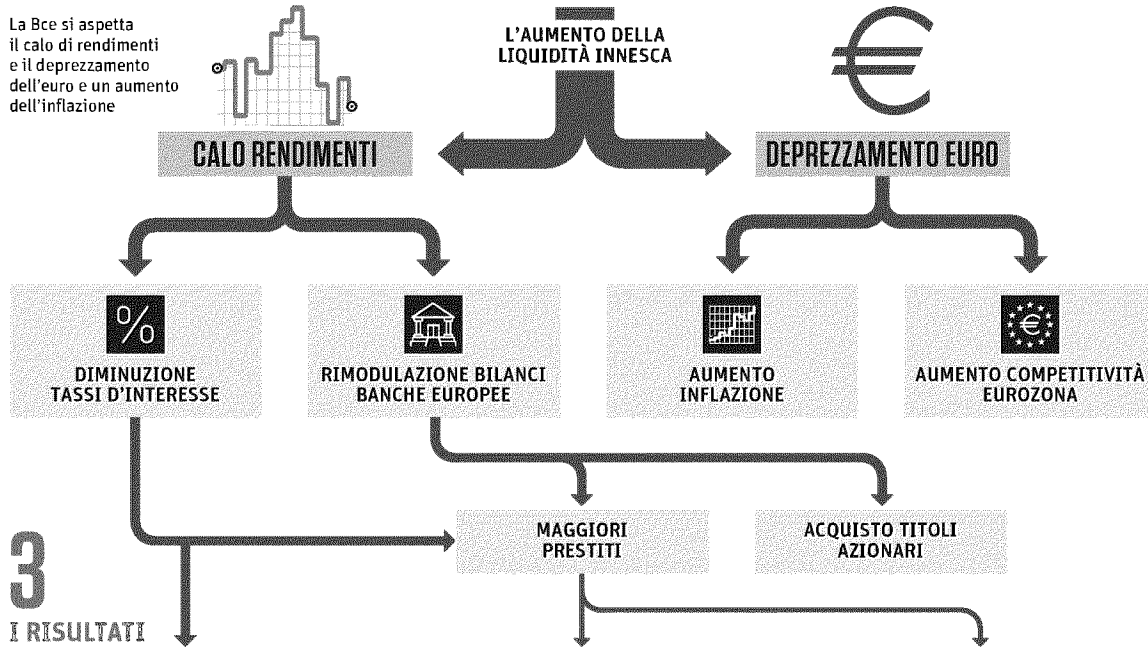 La Bce si aspetta
il calo di rendimenti
e il deprezzamento
dell'euro e un aumento
dell'inflazione
L'AUMENTO DELLA
LIQUIDITÀ INNESCA
€
CALO RENDIMENTI
DEPREZZAMENTO EURO
%
DIMINUZIONE
TASSI D'INTERESSE
RIMODULAZIONE BILANCI
BANCHE EUROPEE
AUMENTO
INFLAZIONE
€
AUMENTO COMPETITIVITÀ
EUROZONA
MAGGIORI
PRESTITI
ACQUISTO TITOLI
AZIONARI
3
I RISULTATI